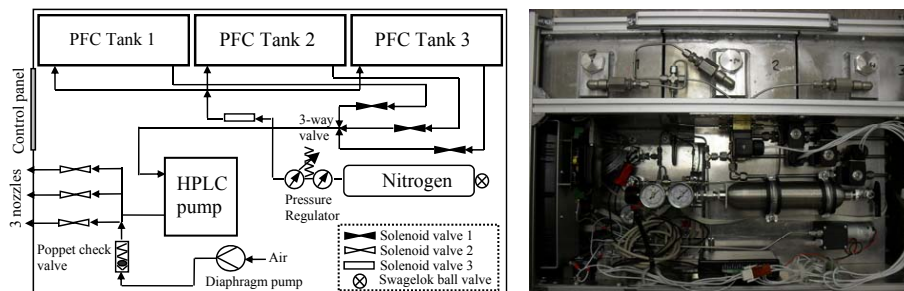 PFC Tank 1
PFC Tank 2
PFC Tank 3
Control panel
3-way
valve
3 nozzles
HPLC
pump
Nitrogen
Pressure
Regulator
Poppet check
valve
Air
Diaphragm pump
Solenoid valve 1
Solenoid valve 2
Solenoid valve 3
Swagelok ball valve
2
3